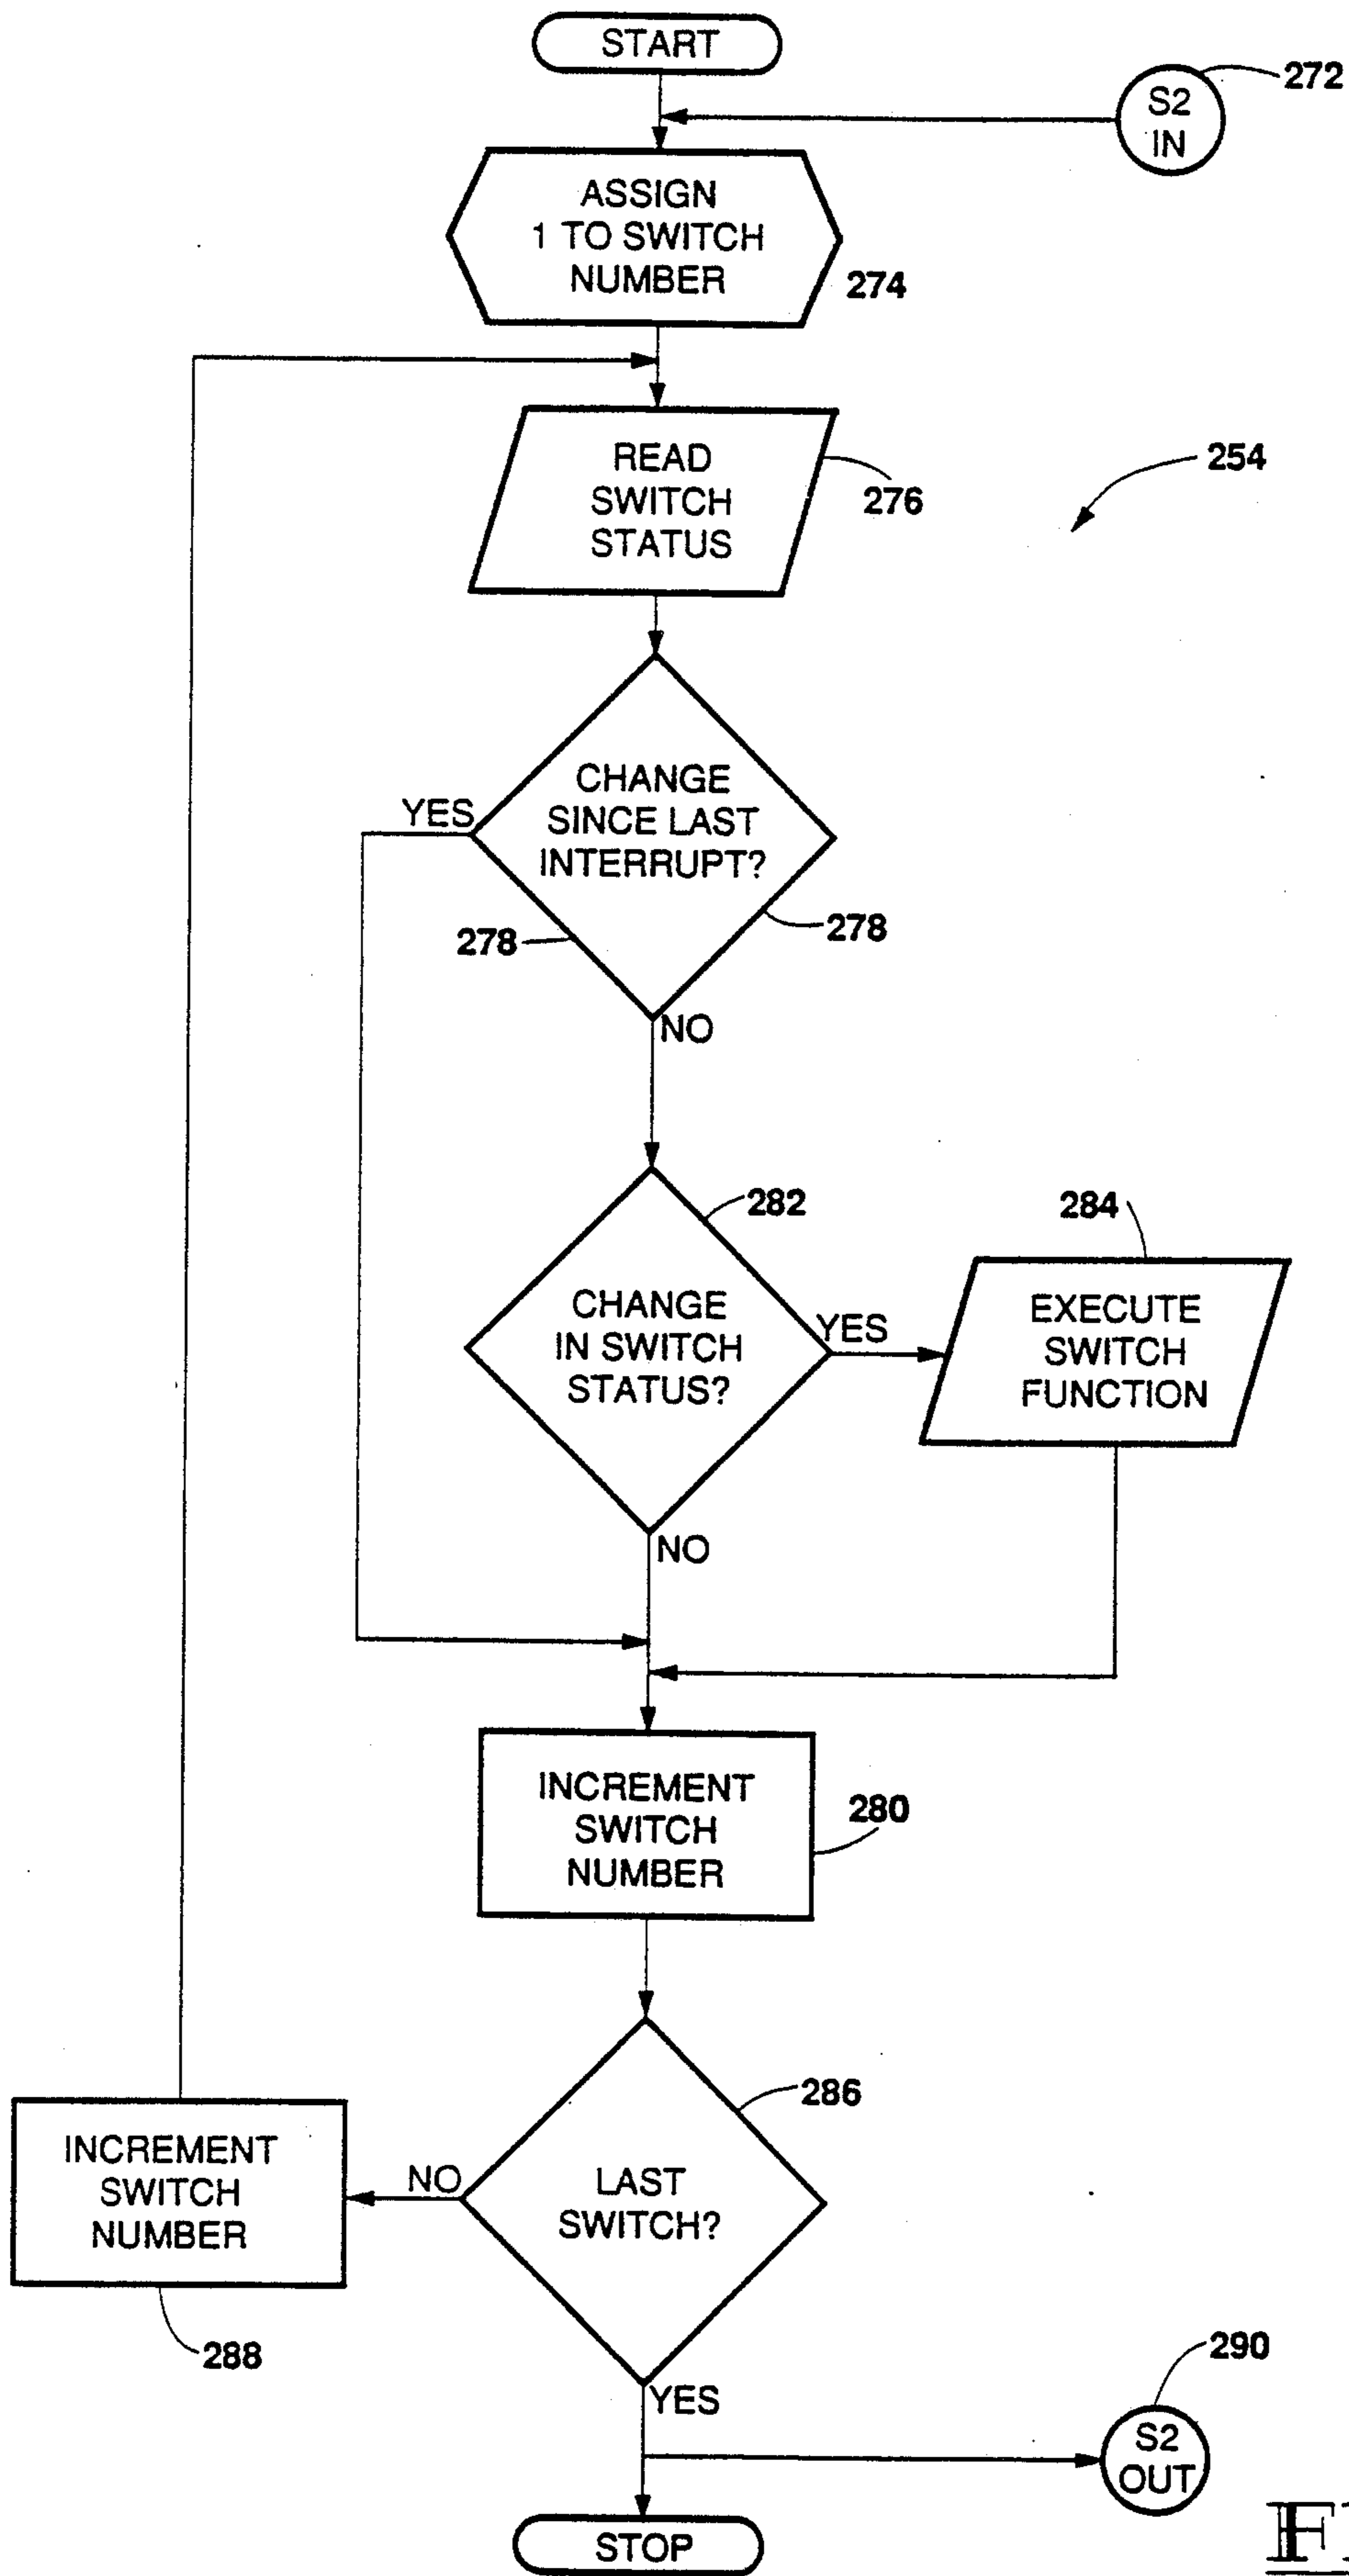 START
272
S2
IN
ASSIGN
1 TO SWITCH
NUMBER
274
READ
SWITCH
STATUS
276
254
CHANGE
SINCE LAST
INTERRUPT?
YES
278
278
NO
282
284
CHANGE
IN SWITCH
STATUS?
YES
EXECUTE
SWITCH
FUNCTION
NO
INCREMENT
SWITCH
NUMBER
280
286
LAST
SWITCH?
NO
INCREMENT
SWITCH
NUMBER
288
YES
290
S2
OUT
STOP